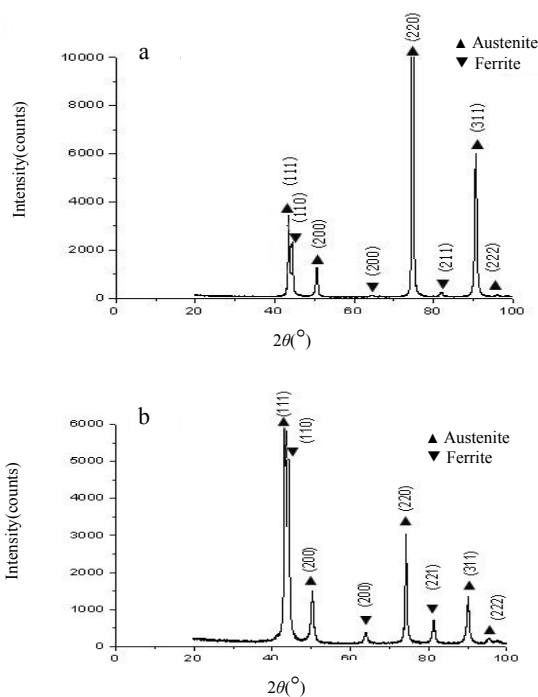 a
(220)
▲ Austenite
▼ Ferrite
Intensity(counts)
10000
8000
6000
4000
2000
0
(111)
(110)
(200)
(200)
(211)
(311)
(222)
0 20 40 60 80 100
2θ(°)
b
(111)
(110)
▲ Austenite
▼ Ferrite
Intensity(counts)
6000
5000
4000
3000
2000
1000
0
(200)
(200)
(220)
(221)
(311)
(222)
0 20 40 60 80 100
2θ(°)